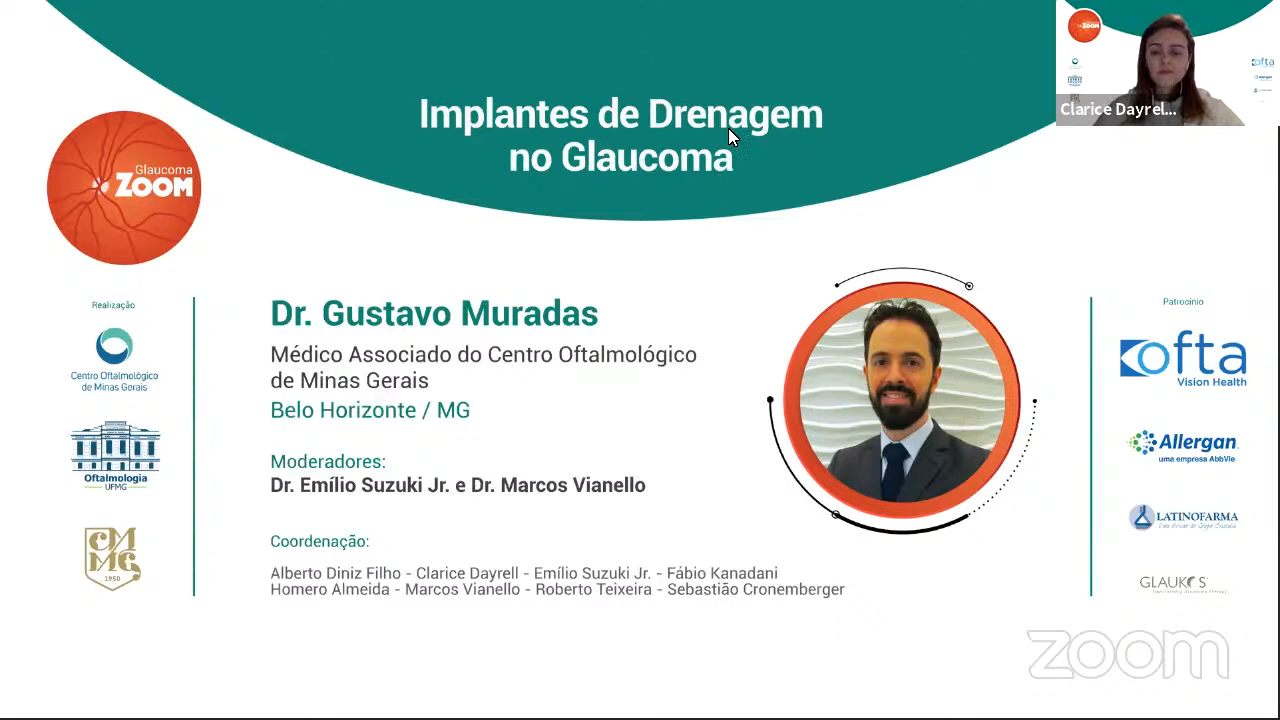 Implantes de Drenagem
no Glaucoma
Clarice Dayrel...
Glaucoma
ZOOM
Realização
Centro Oftalmológico
de Minas Gerais
Oftalmologia
UFMG
CM
MG
1950
Dr. Gustavo Muradas
Médico Associado do Centro Oftalmológico
de Minas Gerais
Belo Horizonte / MG
Moderadores:
Dr. Emílio Suzuki Jr. e Dr. Marcos Vianello
Coordenação:
Alberto Diniz Filho - Clarice Dayrell - Emílio Suzuki Jr. - Fábio Kanadani
Homero Almeida - Marcos Vianello - Roberto Teixeira - Sebastião Cronemberger
Patrocínio
ofta
Vision Health
Allergan
uma empresa AbbVie
LATINOFARMA
GLAUKOS
zoom